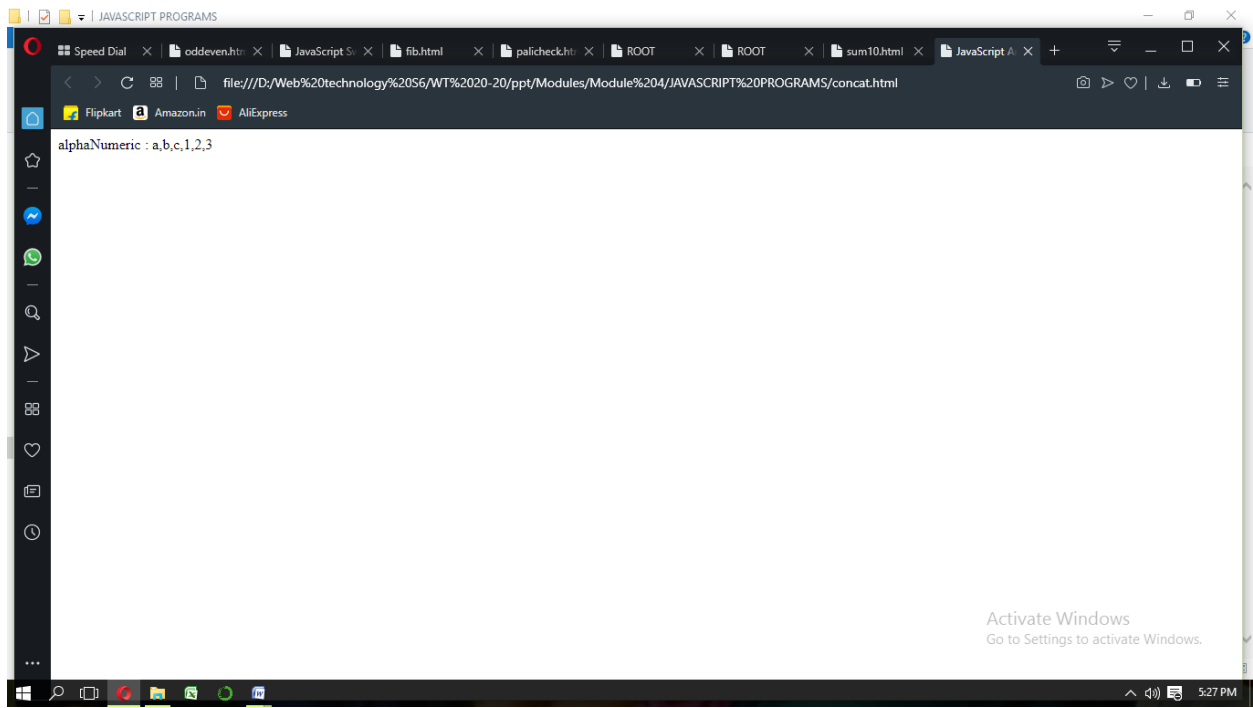 JAVASCRIPT PROGRAMS
Speed Dial oddeven.htm JavaScript Sw fib.html palicheck.ht ROOT ROOT sum10.html JavaScript A
file:///D:/Web%20technology%20S6/WT%2020-20/ppt/Modules/Module%204/JAVASCRIPT%20PROGRAMS/concat.html
Flipkart a Amazon.in AliExpress
alphaNumeric : a,b,c,1,2,3
Activate Windows
Go to Settings to activate Windows.
5:27 PM